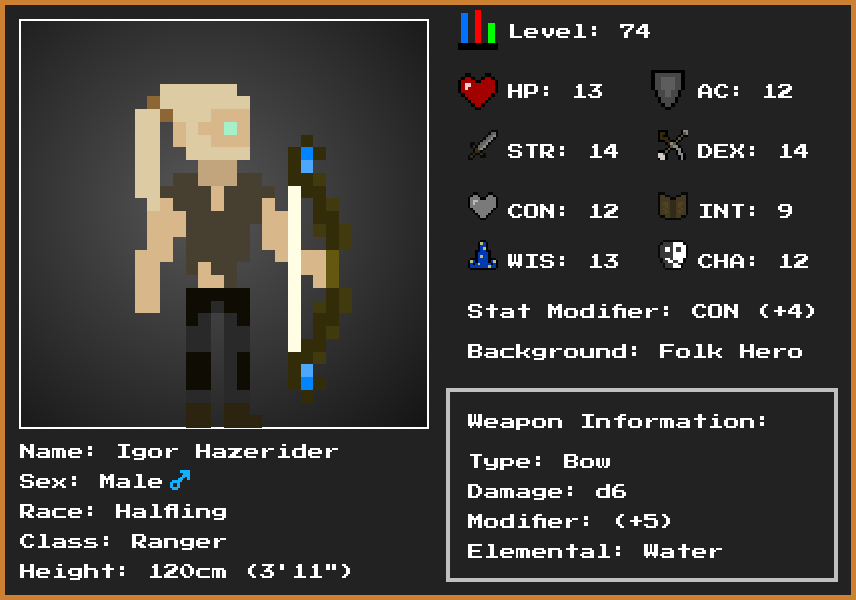 Level: 74
HP: 13 AC: 12
STR: 14 DEX: 14
CON: 12 INT: 9
WIS: 13 CHA: 12
Stat Modifier: CON (+4)
Background: Folk Hero
Name: Igor Hazerider
Sex: Male ♂
Race: Halfling
Class: Ranger
Height: 120cm (3'11")
Weapon Information:
Type: Bow
Damage: d6
Modifier: (+5)
Elemental: Water